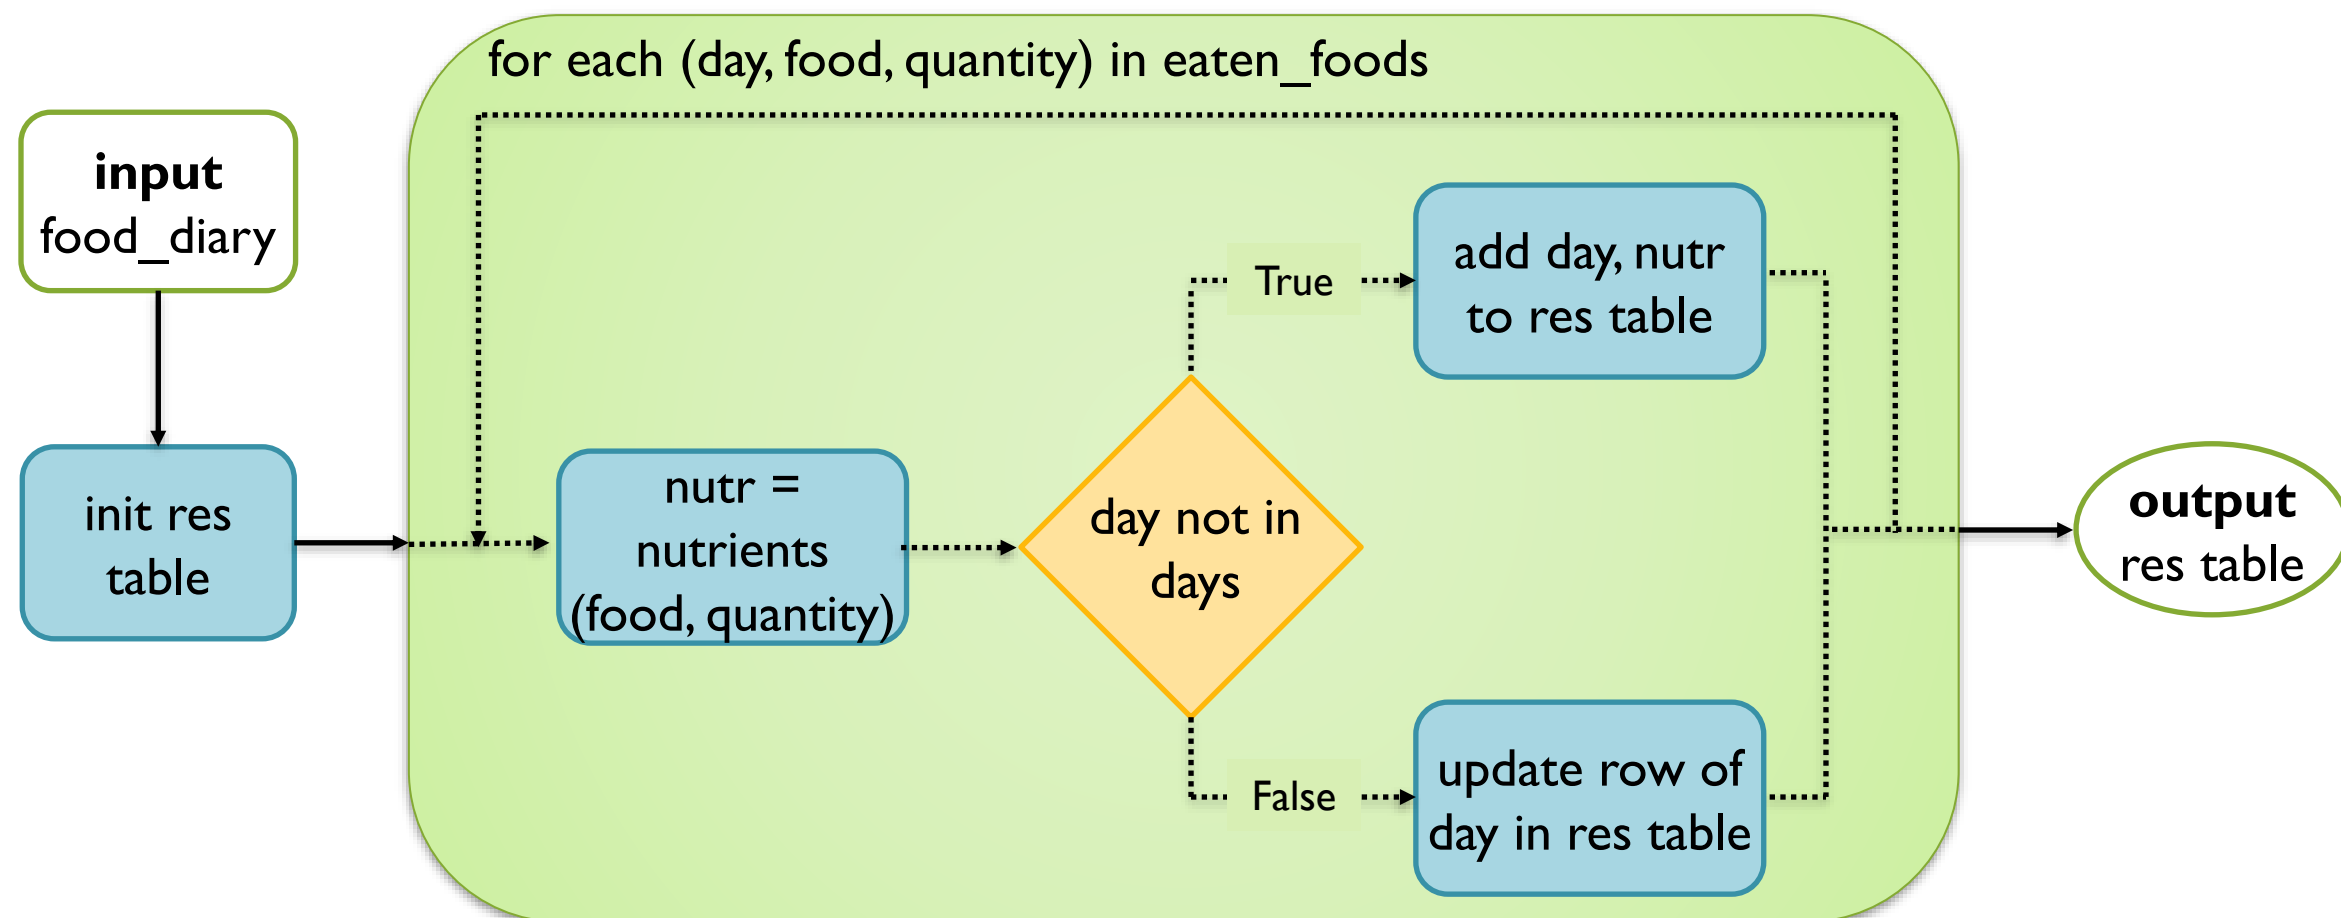 for each (day, food, quantity) in eaten_foods
input
food_diary
init res
table
nutr =
nutrients
(food, quantity)
day not in
days
True
add day, nutr
to res table
False
update row of
day in res table
output
res table